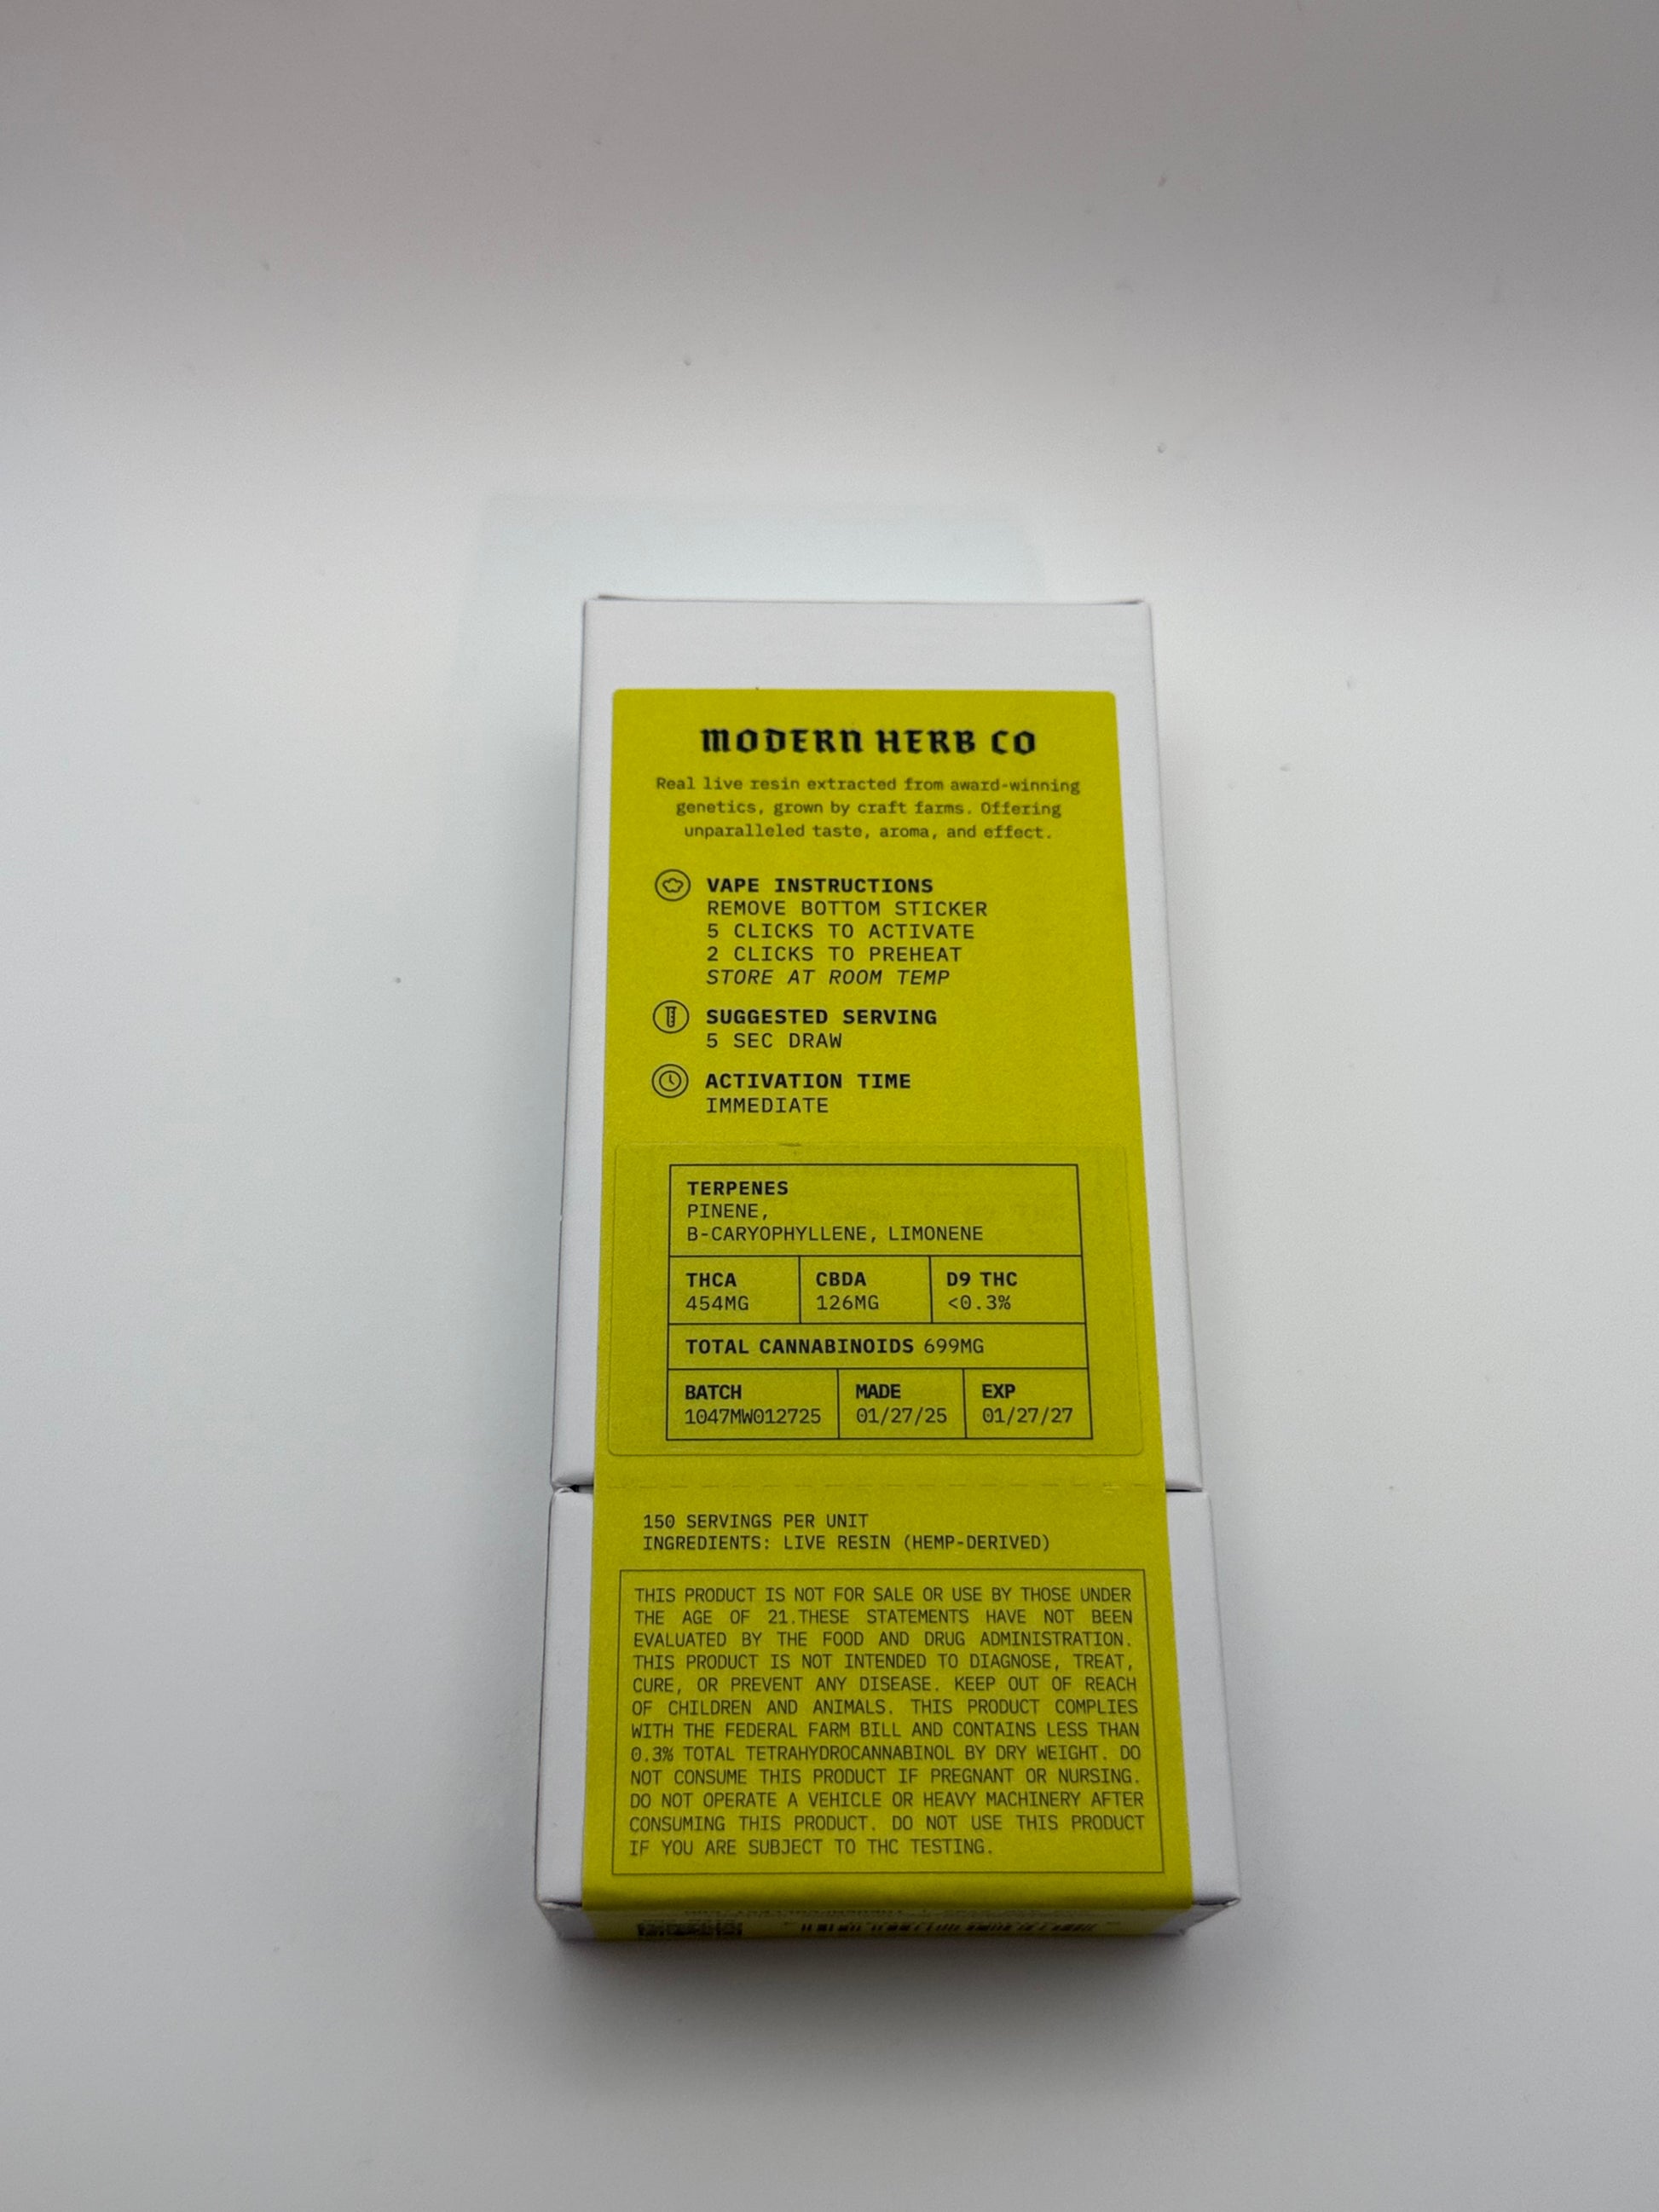 MODERN HERB CO
Real live resin extracted from award-winning
genetics, grown by craft farms. Offering
unparalleled taste, aroma, and effect.
VAPE INSTRUCTIONS
REMOVE BOTTOM STICKER
5 CLICKS TO ACTIVATE
2 CLICKS TO PREHEAT
STORE AT ROOM TEMP
SUGGESTED SERVING
5 SEC DRAW
ACTIVATION TIME
IMMEDIATE
TERPENES
PINENE,
B-CARYOPHYLLENE, LIMONENE
THCA CBDA D9 THC
454MG 126MG <0.3%
TOTAL CANNABINOIDS 699MG
BATCH MADE EXP
1047MW012725 01/27/25 01/27/27
150 SERVINGS PER UNIT
INGREDIENTS: LIVE RESIN (HEMP-DERIVED)
THIS PRODUCT IS NOT FOR SALE OR USE BY THOSE UNDER
THE AGE OF 21.THESE STATEMENTS HAVE NOT BEEN
EVALUATED BY THE FOOD AND DRUG ADMINISTRATION.
THIS PRODUCT IS NOT INTENDED TO DIAGNOSE, TREAT,
CURE, OR PREVENT ANY DISEASE. KEEP OUT OF REACH
OF CHILDREN AND ANIMALS. THIS PRODUCT COMPLIES
WITH THE FEDERAL FARM BILL AND CONTAINS LESS THAN
0.3% TOTAL TETRAHYDROCANNABINOL BY DRY WEIGHT. DO
NOT CONSUME THIS PRODUCT IF PREGNANT OR NURSING.
DO NOT OPERATE A VEHICLE OR HEAVY MACHINERY AFTER
CONSUMING THIS PRODUCT. DO NOT USE THIS PRODUCT
IF YOU ARE SUBJECT TO THC TESTING.